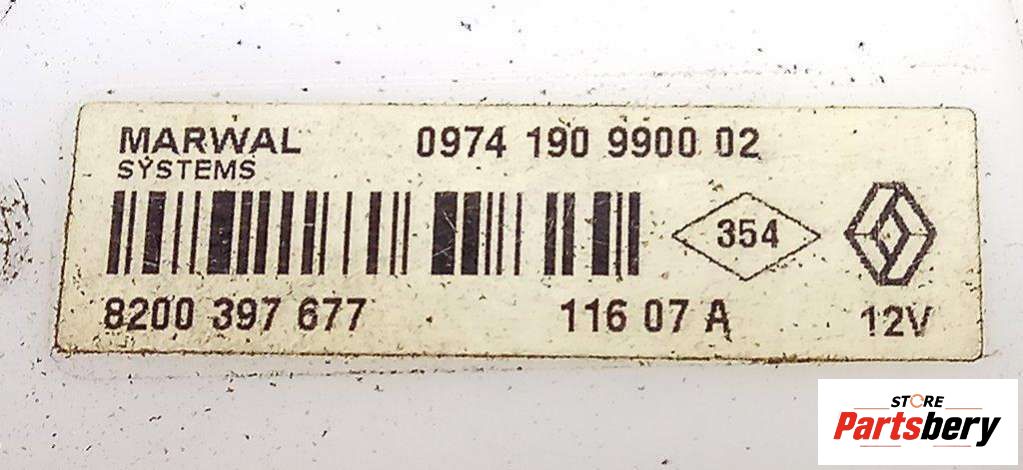 MARWAL 0974 190 9900 02
SYSTEMS
354
8200 397 677 116 07 A 12V
STORE
Partsbery